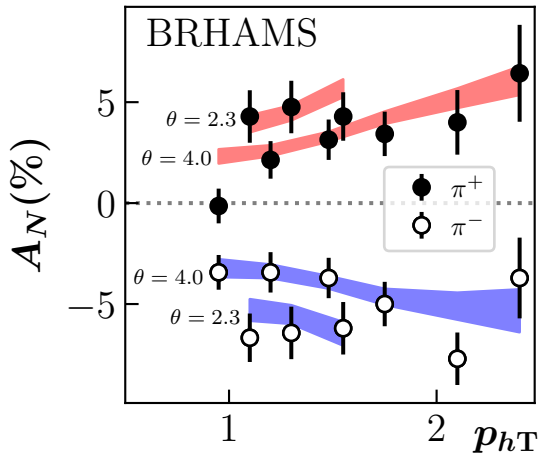 BRHAMS
A_N(%)
5
0
−5
θ = 2.3
θ = 4.0
π⁺
π⁻
θ = 4.0
θ = 2.3
1
2
p_hT